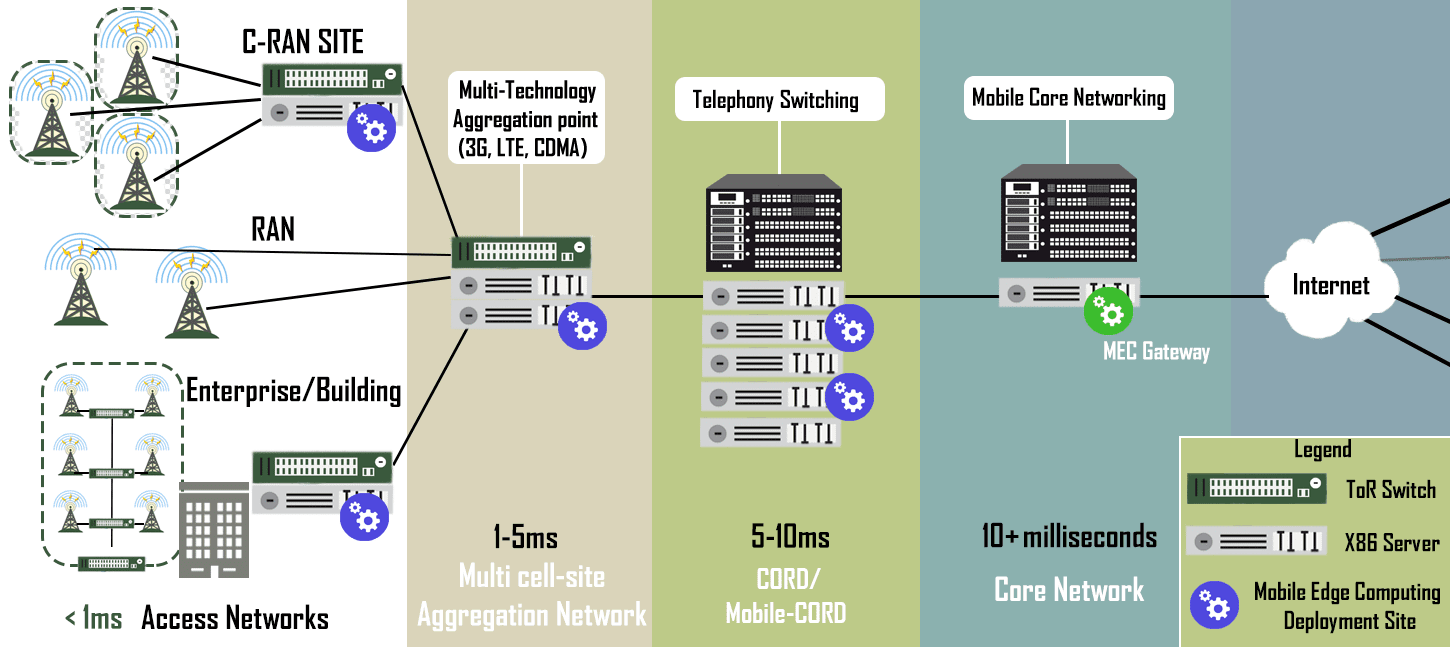 C-RAN SITE
Multi-Technology
Aggregation point
(3G, LTE, CDMA)
Telephony Switching
Mobile Core Networking
RAN
Internet
MEC Gateway
Enterprise/Building
1-5ms
Multi cell-site
Aggregation Network
5-10ms
CORD/
Mobile-CORD
10+milliseconds
Core Network
< 1ms Access Networks
Legend
ToR Switch
X86 Server
Mobile Edge Computing
Deployment Site